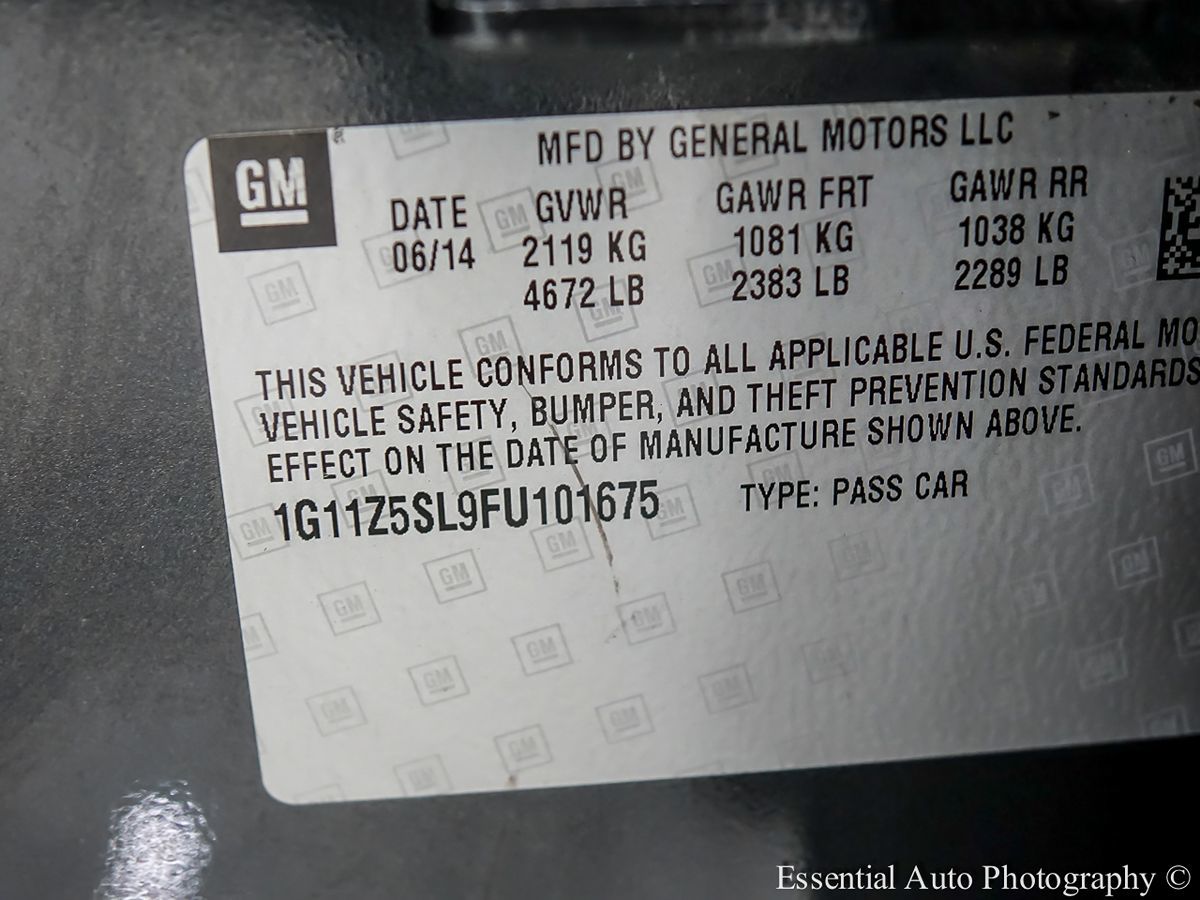 GM
MFD BY GENERAL MOTORS LLC
DATE GVWR GAWR FRT GAWR RR
06/14 2119 KG 1081 KG 1038 KG
4672 LB 2383 LB 2289 LB
THIS VEHICLE CONFORMS TO ALL APPLICABLE U.S. FEDERAL MO
VEHICLE SAFETY, BUMPER, AND THEFT PREVENTION STANDARDS
EFFECT ON THE DATE OF MANUFACTURE SHOWN ABOVE.
1G11Z5SL9FU101675 TYPE: PASS CAR
Essential Auto Photography ©